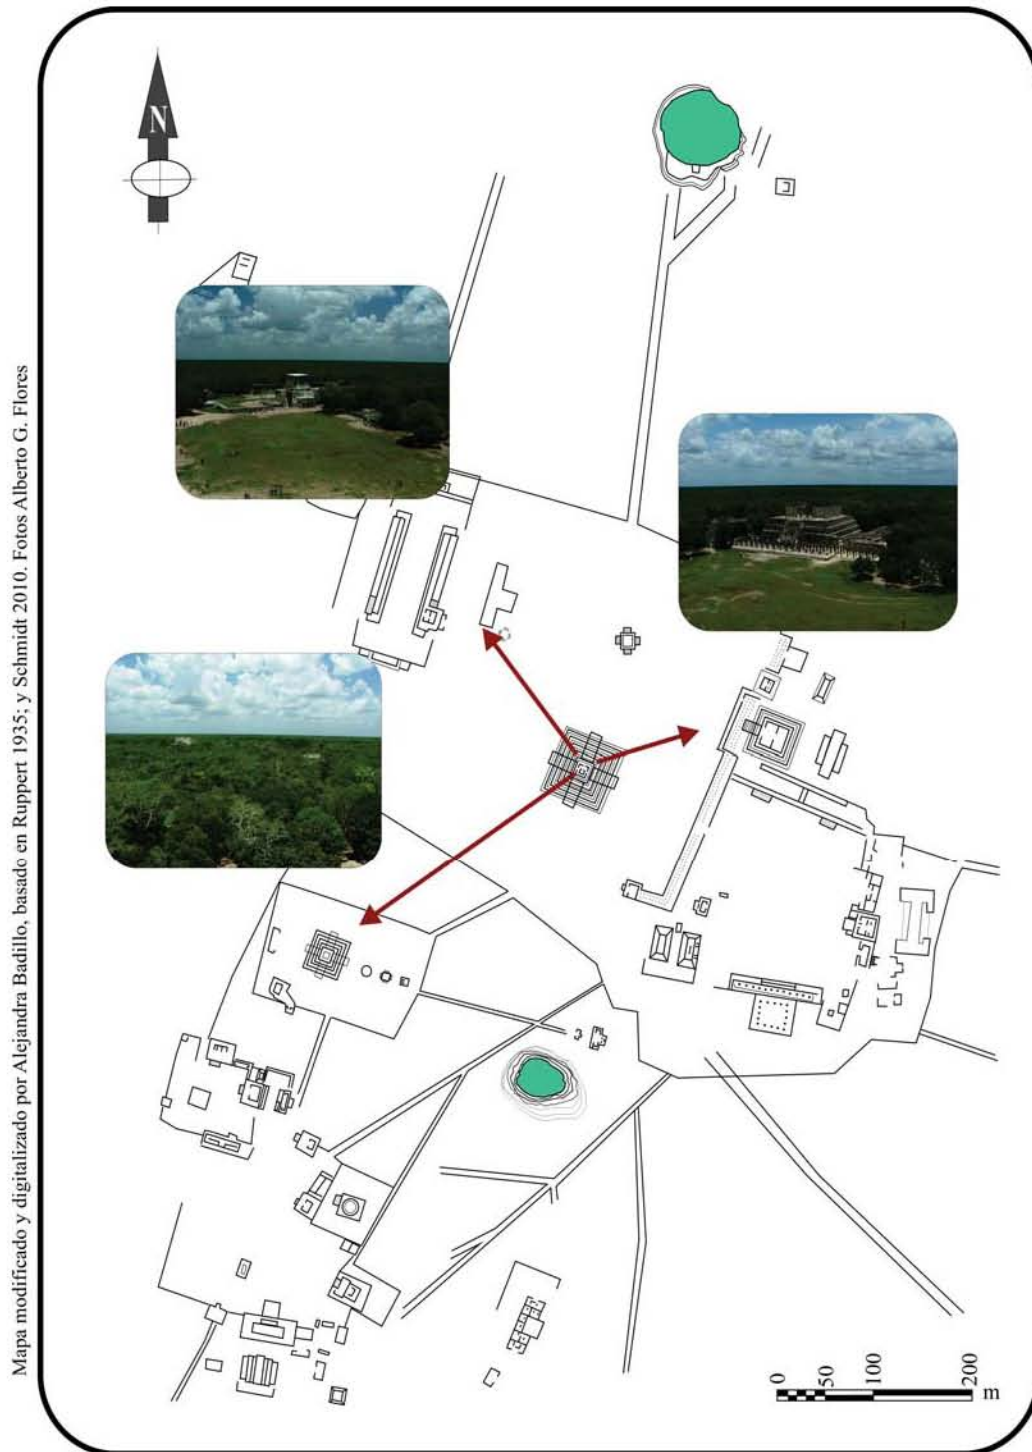 N
Mapa modificado y digitalizado por Alejandra Badillo, basado en Ruppert 1935; y Schmidt 2010. Fotos Alberto G. Flores
0 50 100 200 m